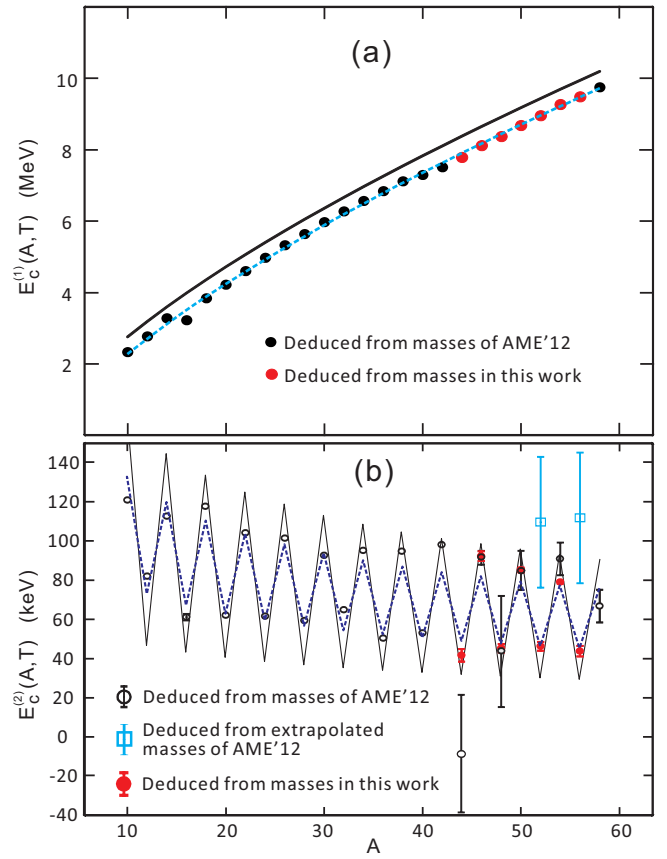 (a)
10
8
6
4
2
E_C^(1)(A,T) (MeV)
Deduced from masses of AME'12
Deduced from masses in this work
(b)
140
120
100
80
60
40
20
0
-20
-40
E_C^(2)(A,T) (keV)
Deduced from masses of AME'12
Deduced from extrapolated
masses of AME'12
Deduced from masses in this work
10 20 30 40 50 60
A